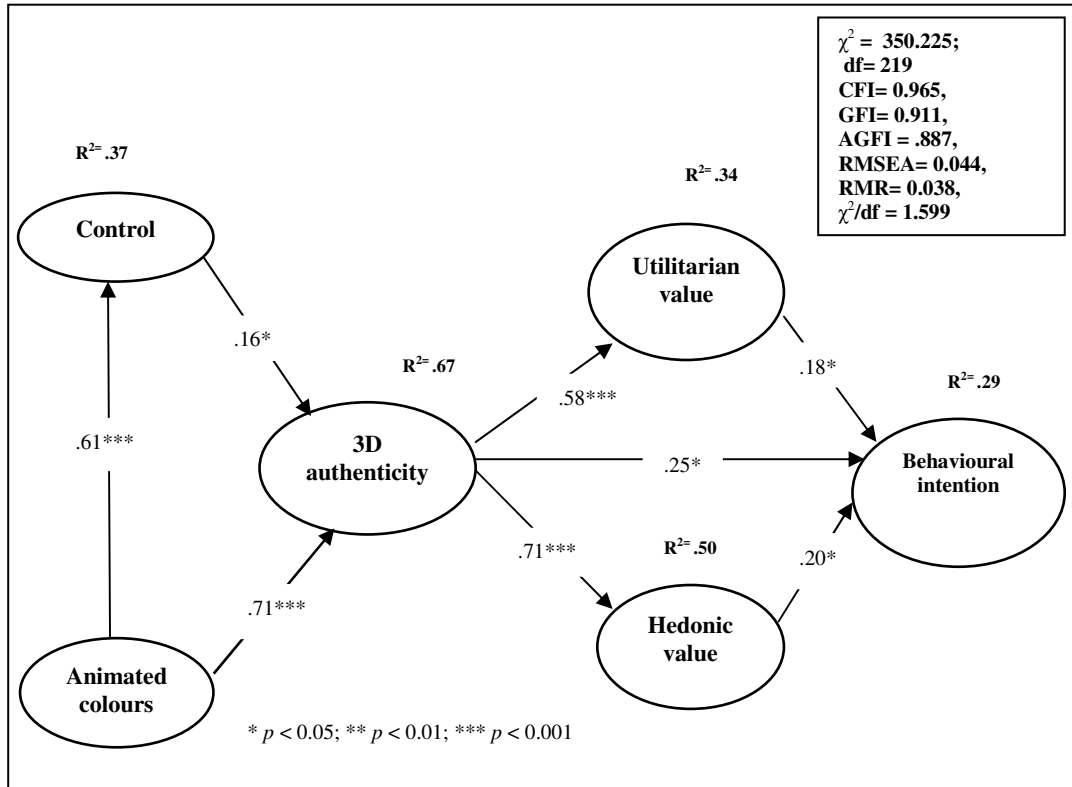 χ² = 350.225;
df= 219
CFI= 0.965,
GFI= 0.911,
AGFI = .887,
RMSEA= 0.044,
RMR= 0.038,
χ²/df = 1.599
R²⁼ .37
Control
R²⁼ .34
Utilitarian
value
.16*
R²⁼ .67
.18*
R²⁼ .29
.58***
.61***
3D
authenticity
.25*
Behavioural
intention
.71***
R²⁼ .50
.20*
.71***
Hedonic
value
Animated
colours
* p < 0.05; ** p < 0.01; *** p < 0.001